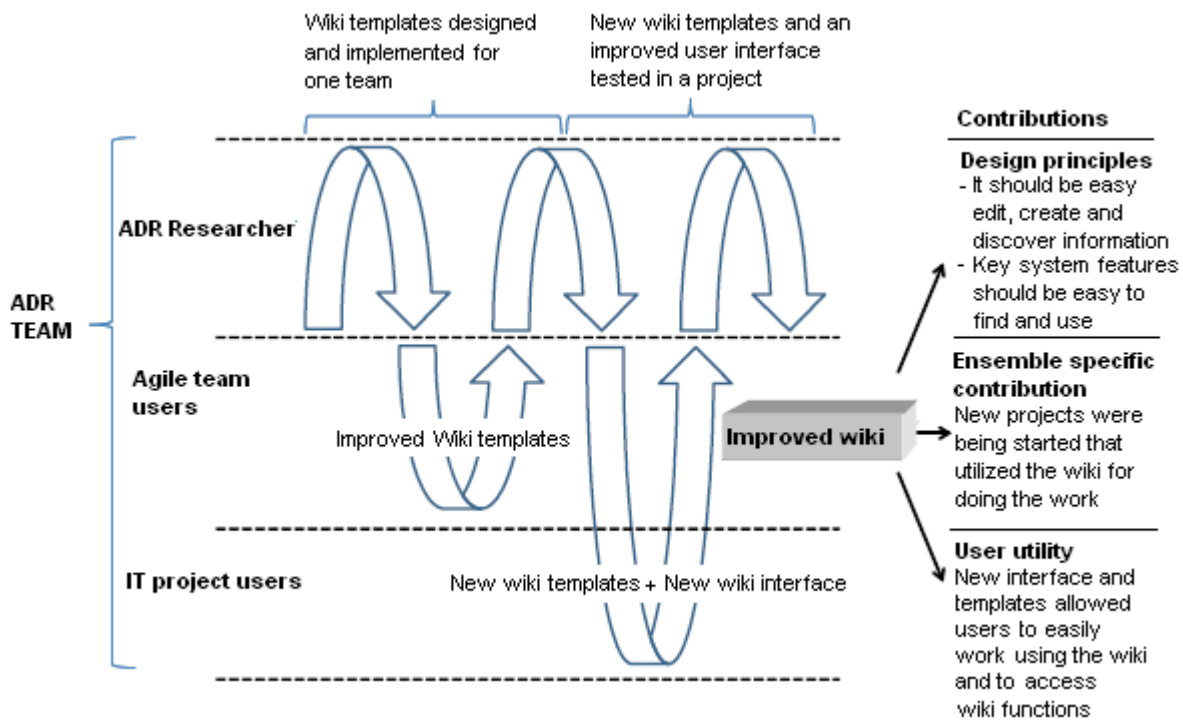 Wiki templates designed
and implemented for
one team
New wiki templates and an
improved user interface
tested in a project
ADR
TEAM
ADR Researcher
Agile team
users
IT project users
Improved Wiki templates
New wiki templates + New wiki interface
Improved wiki
Contributions
Design principles
- It should be easy
edit, create and
discover information
- Key system features
should be easy to
find and use
Ensemble specific
contribution
New projects were
being started that
utilized the wiki for
doing the work
User utility
New interface and
templates allowed
users to easily
work using the wiki
and to access
wiki functions